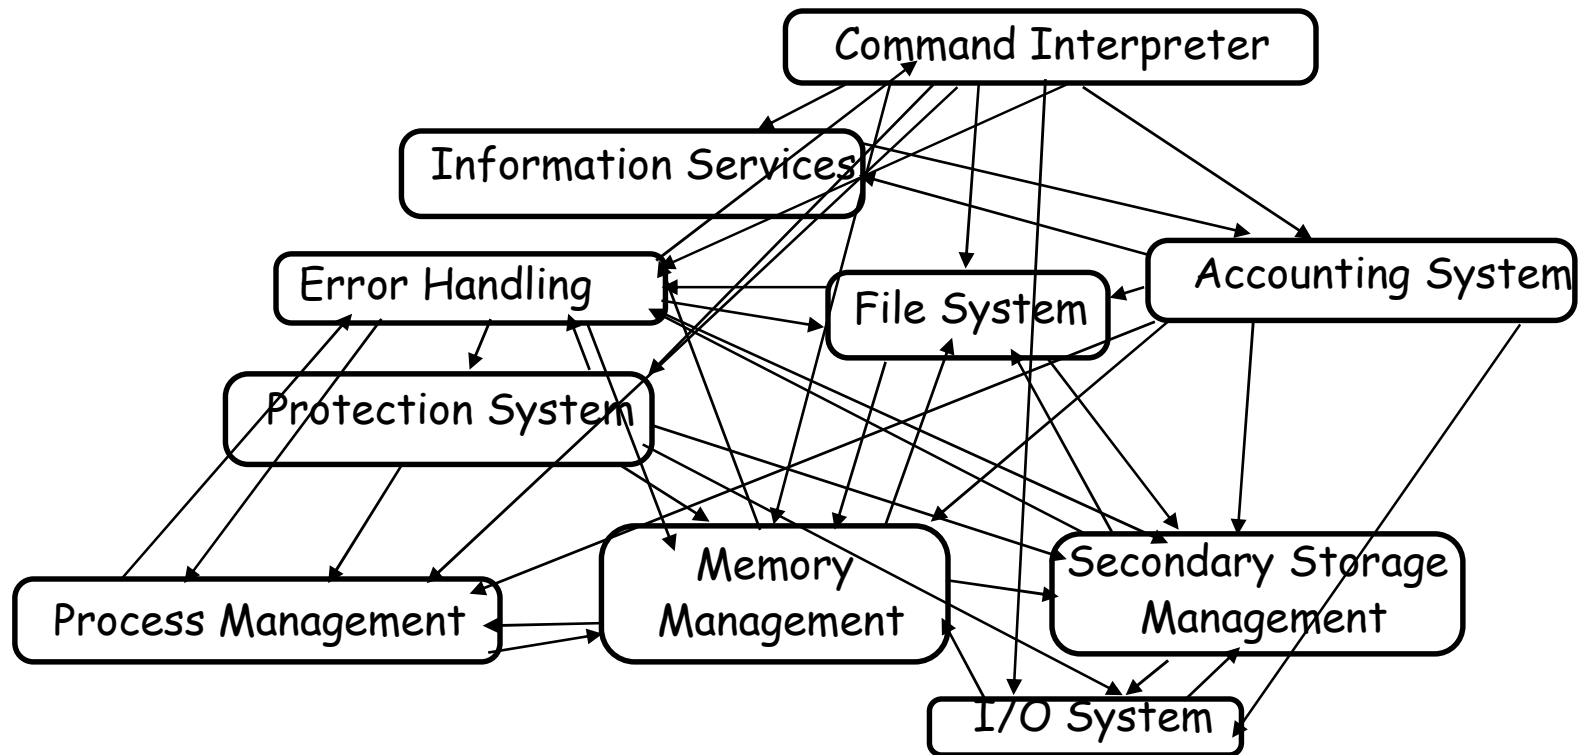 Command Interpreter
Information Services
Accounting System
Error Handling
File System
Protection System
Memory
Management
Secondary Storage
Management
Process Management
I/O System